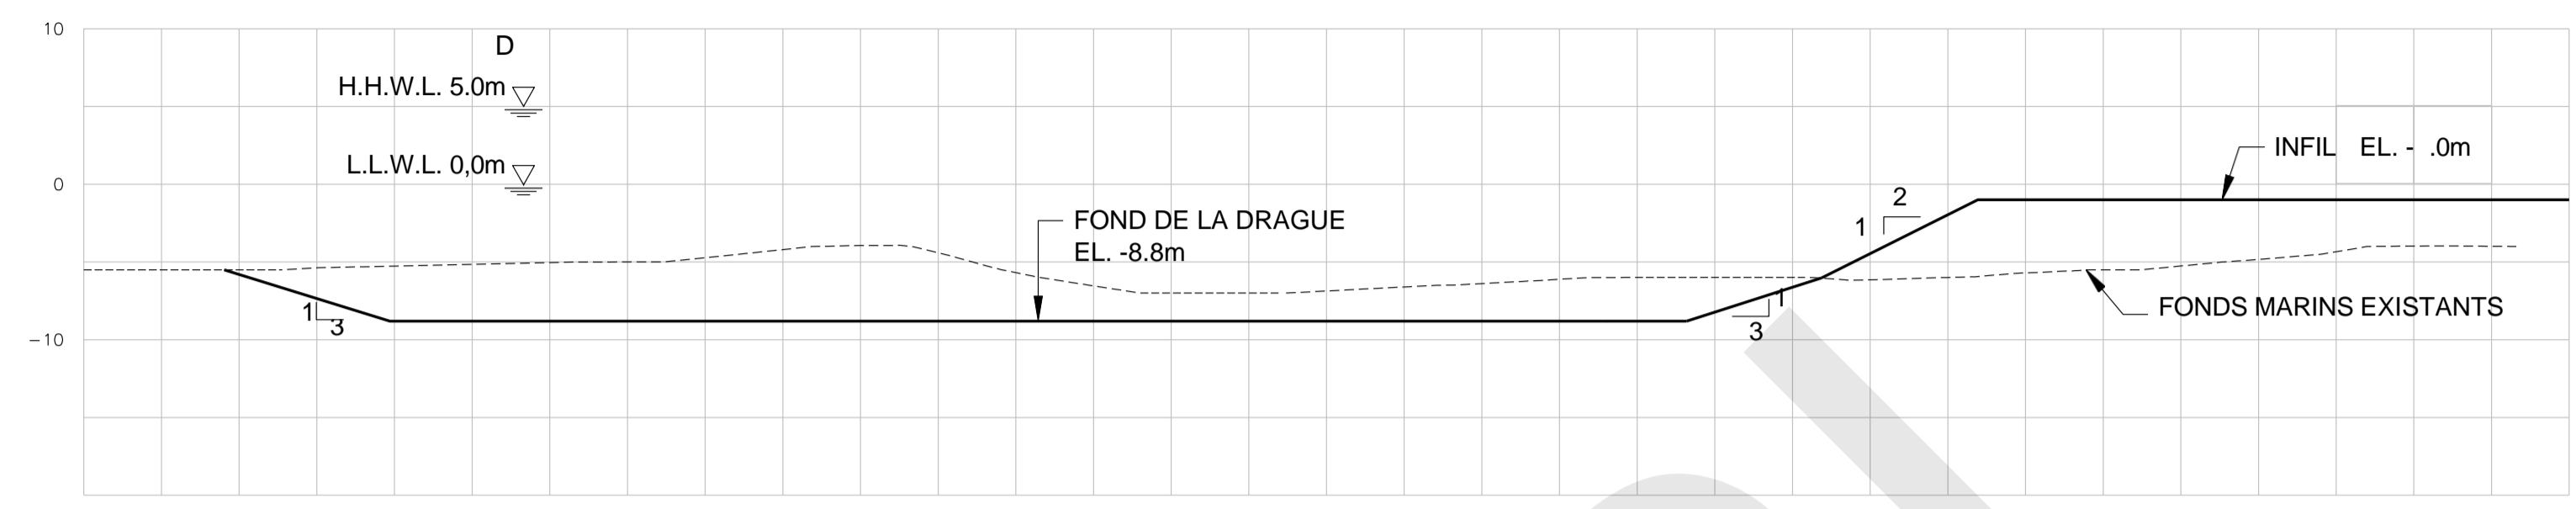 10
D
H.H.W.L. 5.0m
INFIL EL. - .0m
L.L.W.L. 0,0m
0
2
1
FOND DE LA DRAGUE
EL. -8.8m
1
3
1
3
FONDS MARINS EXISTANTS
-10